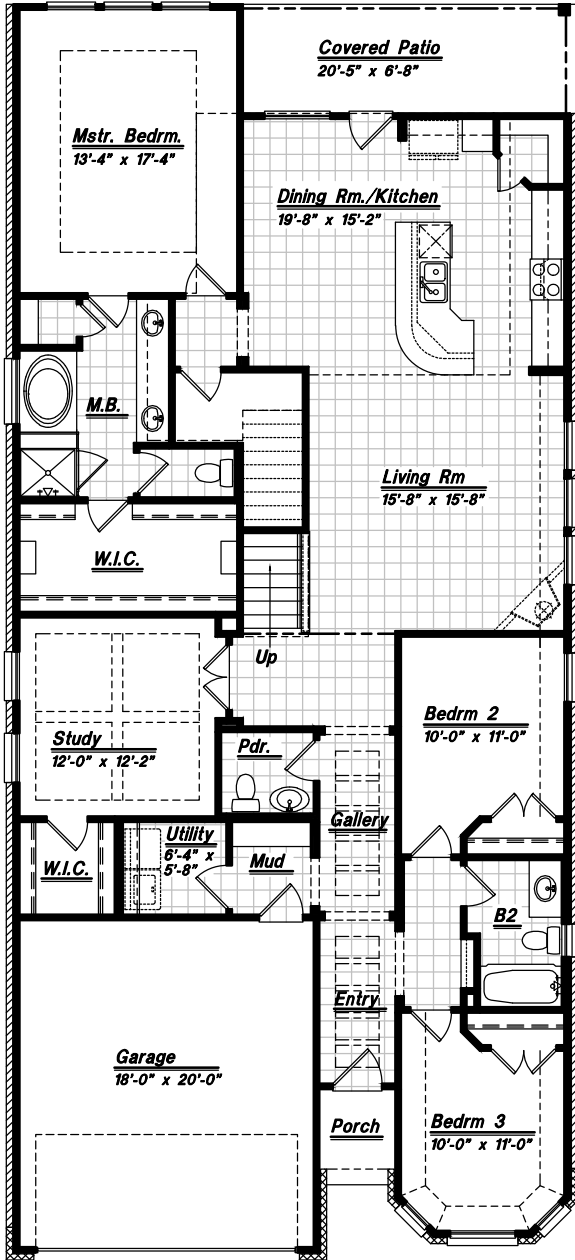 Covered Patio
20'-5" x 6'-8"
Mstr. Bedrm.
13'-4" x 17'-4"
Dining Rm./Kitchen
19'-8" x 15'-2"
M.B.
Living Rm
15'-8" x 15'-8"
W.I.C.
Up
Bedrm 2
10'-0" x 11'-0"
Study
12'-0" x 12'-2"
Pdr.
Gallery
Utility
6'-4" x
5'-8"
Mud
W.I.C.
B2
Entry
Garage
18'-0" x 20'-0"
Porch
Bedrm 3
10'-0" x 11'-0"